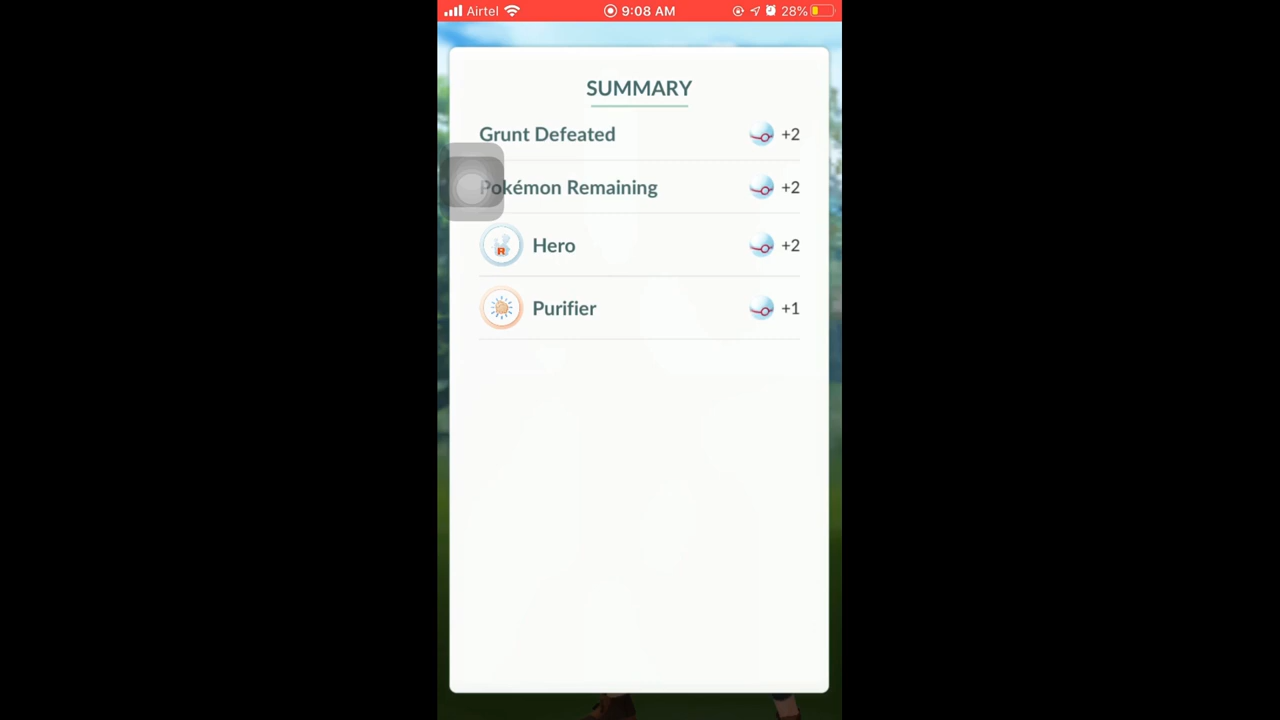 Airtel 9:08 AM 28%
SUMMARY
Grunt Defeated +2
Pokémon Remaining +2
R Hero +2
Purifier +1